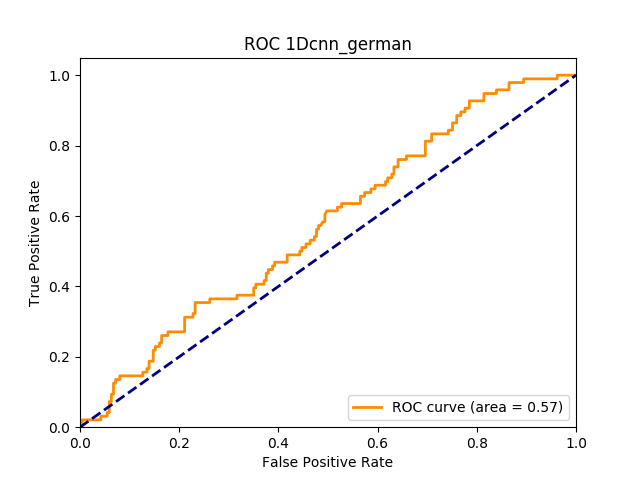 ROC 1Dcnn_german
1.0
0.8
0.6
0.4
0.2
0.0
True Positive Rate
ROC curve (area = 0.57)
0.0 0.2 0.4 0.6 0.8 1.0
False Positive Rate